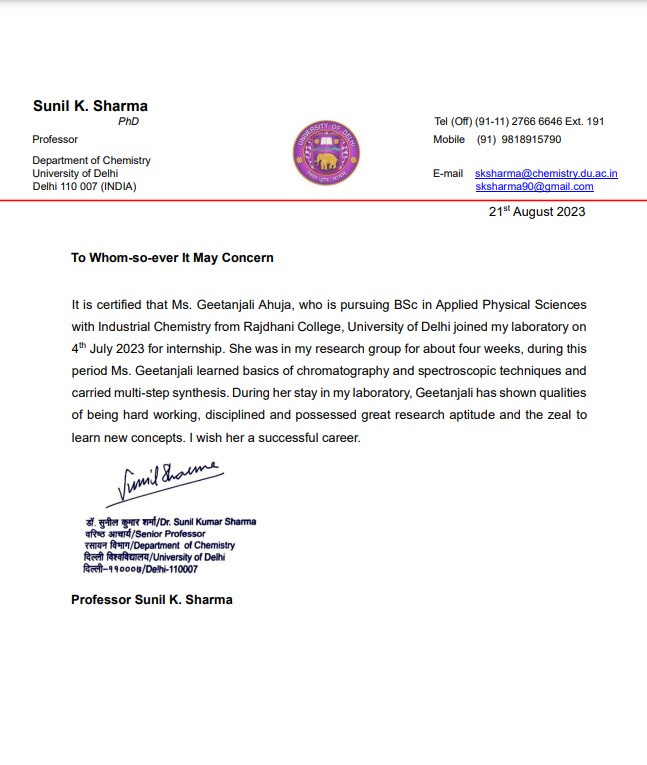 Sunil K. Sharma
PhD
Professor
Department of Chemistry
University of Delhi
Delhi 110 007 (INDIA)
UNIVERSITY OF DELHI
Tel (Off) (91-11) 2766 6646 Ext. 191
Mobile (91) 9818915790
E-mail sksharma@chemistry.du.ac.in
sksharma90@gmail.com
21st August 2023
To Whom-so-ever It May Concern
It is certified that Ms. Geetanjali Ahuja, who is pursuing BSc in Applied Physical Sciences
with Industrial Chemistry from Rajdhani College, University of Delhi joined my laboratory on
4th July 2023 for internship. She was in my research group for about four weeks, during this
period Ms. Geetanjali learned basics of chromatography and spectroscopic techniques and
carried multi-step synthesis. During her stay in my laboratory, Geetanjali has shown qualities
of being hard working, disciplined and possessed great research aptitude and the zeal to
learn new concepts. I wish her a successful career.
Sunil Sharma
डॉ. सुनील कुमार शर्मा/Dr. Sunil Kumar Sharma
वरिष्ठ आचार्य/Senior Professor
रसायन विभाग/Department of Chemistry
दिल्ली विश्वविद्यालय/University of Delhi
दिल्ली-११०००७/Delhi-110007
Professor Sunil K. Sharma